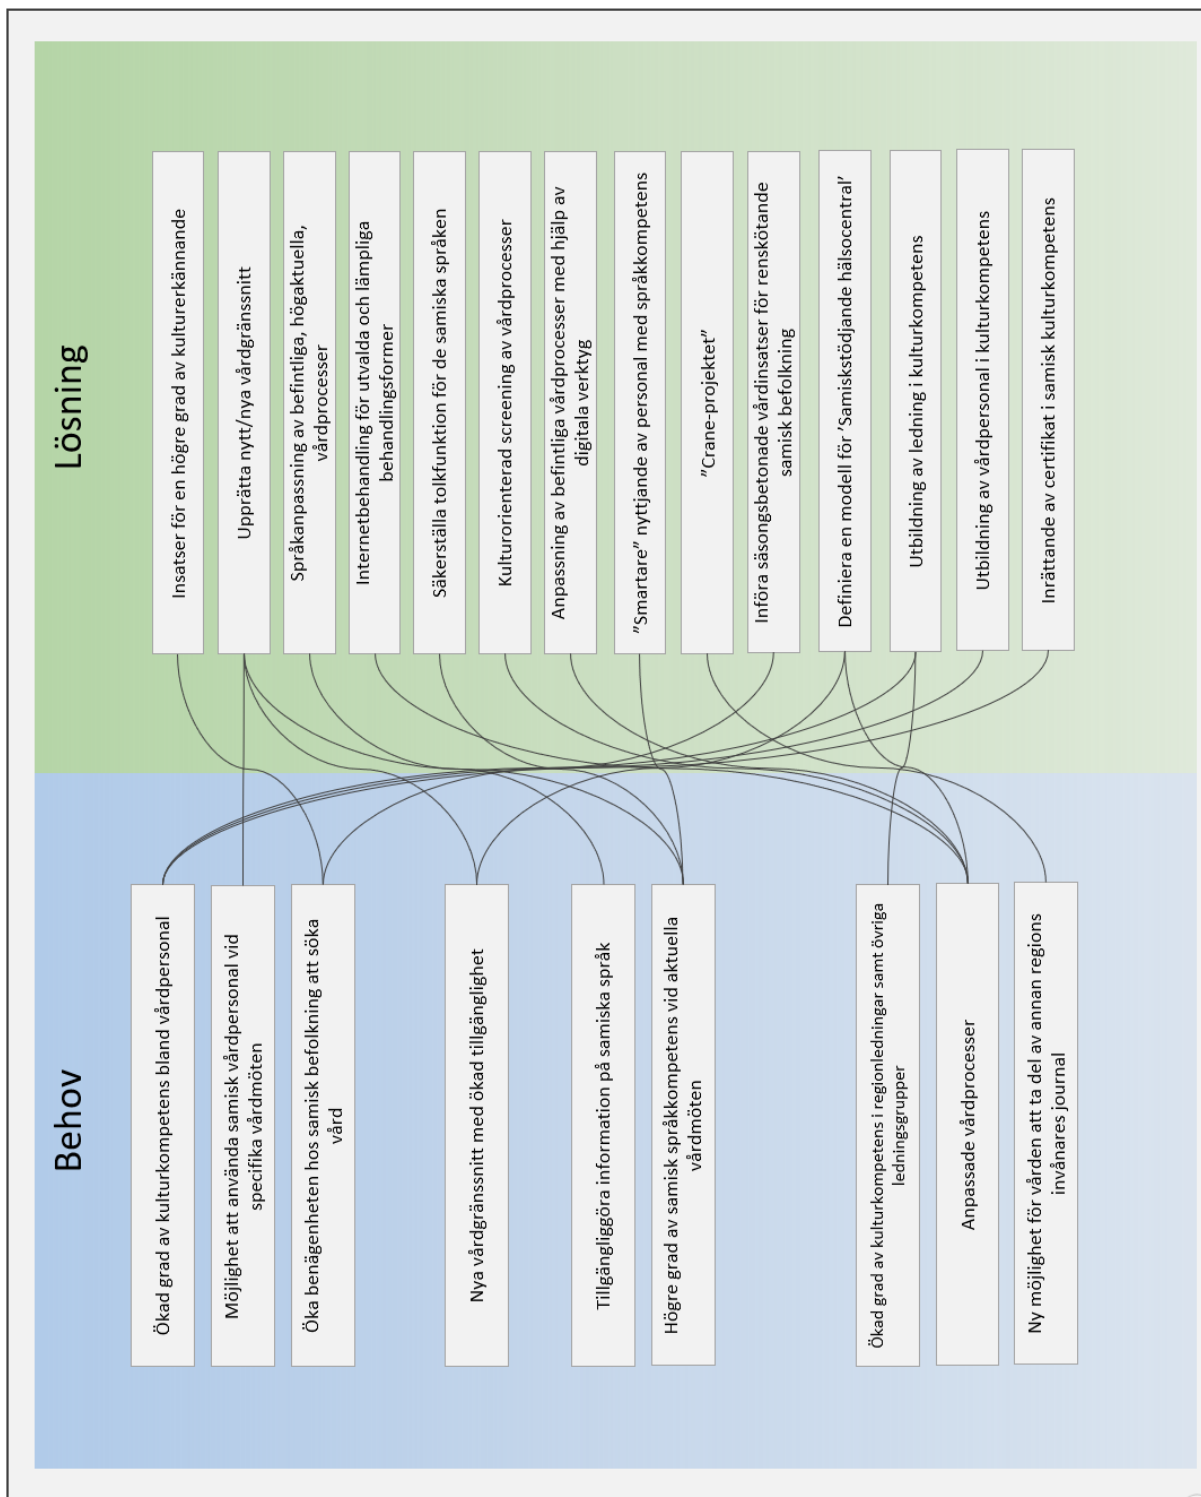 Behov
Ökad grad av kulturkompetens bland vårdpersonal
Möjlighet att använda samisk vårdpersonal vid
specifika vårdmöten
Öka benägenheten hos samisk befolkning att söka
vård
Nya vårdgränssnitt med ökad tillgänglighet
Tillgängliggöra information på samiska språk
Högre grad av samisk språkkompetens vid aktuella
vårdmöten
Ökad grad av kulturkompetens i regionledningar samt övriga
ledningsgrupper
Anpassade vårdprocesser
Ny möjlighet för vården att ta del av annan regions
invånares journal
Lösning
Insatser för en högre grad av kulturerkännande
Upprätta nytt/nya vårdgränssnitt
Språkanpassning av befintliga, högaktuella,
vårdprocesser
Internetbehandling för utvalda och lämpliga
behandlingsformer
Säkerställa tolkfunktion för de samiska språken
Kulturorienterad screening av vårdprocesser
Anpassning av befintliga vårdprocesser med hjälp av
digitala verktyg
”Smartare” nyttjande av personal med språkkompetens
”Crane-projektet”
Införa säsongsbetonade vårdinsatser för renskötande
samisk befolkning
Definiera en modell för ’Samiskstödjande hälsocentral’
Utbildning av ledning i kulturkompetens
Utbildning av vårdpersonal i kulturkompetens
Inrättande av certifikat i samisk kulturkompetens